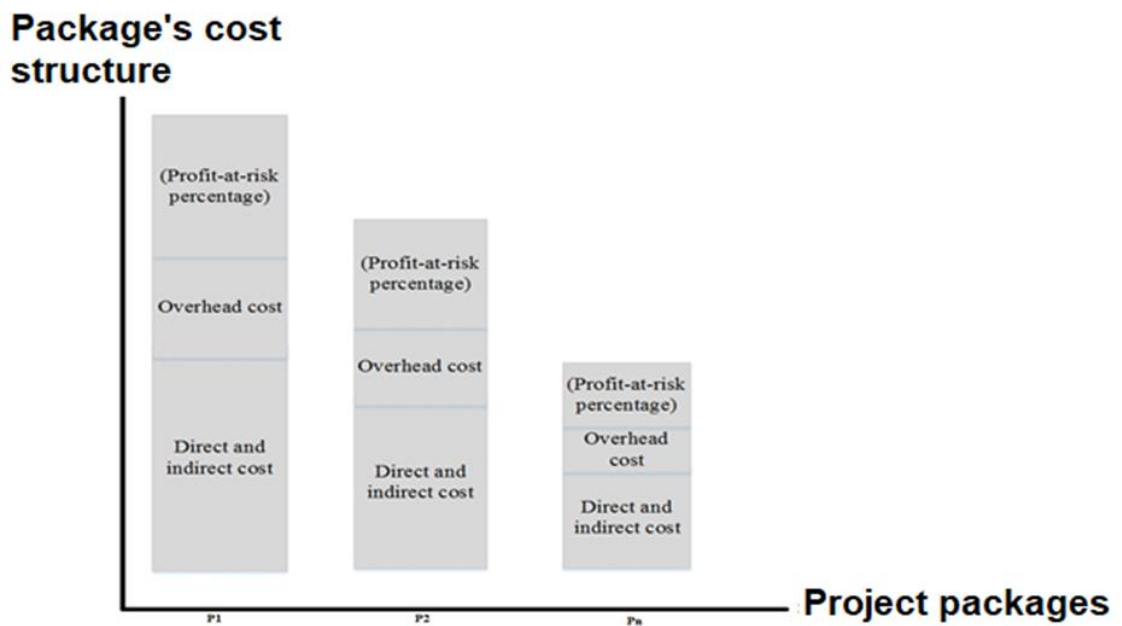 Package's cost
structure
(Profit-at-risk
percentage)
Overhead cost
Direct and
indirect cost
(Profit-at-risk
percentage)
Overhead cost
Direct and
indirect cost
(Profit-at-risk
percentage)
Overhead
cost
Direct and
indirect cost
P1
P2
Pn
Project packages